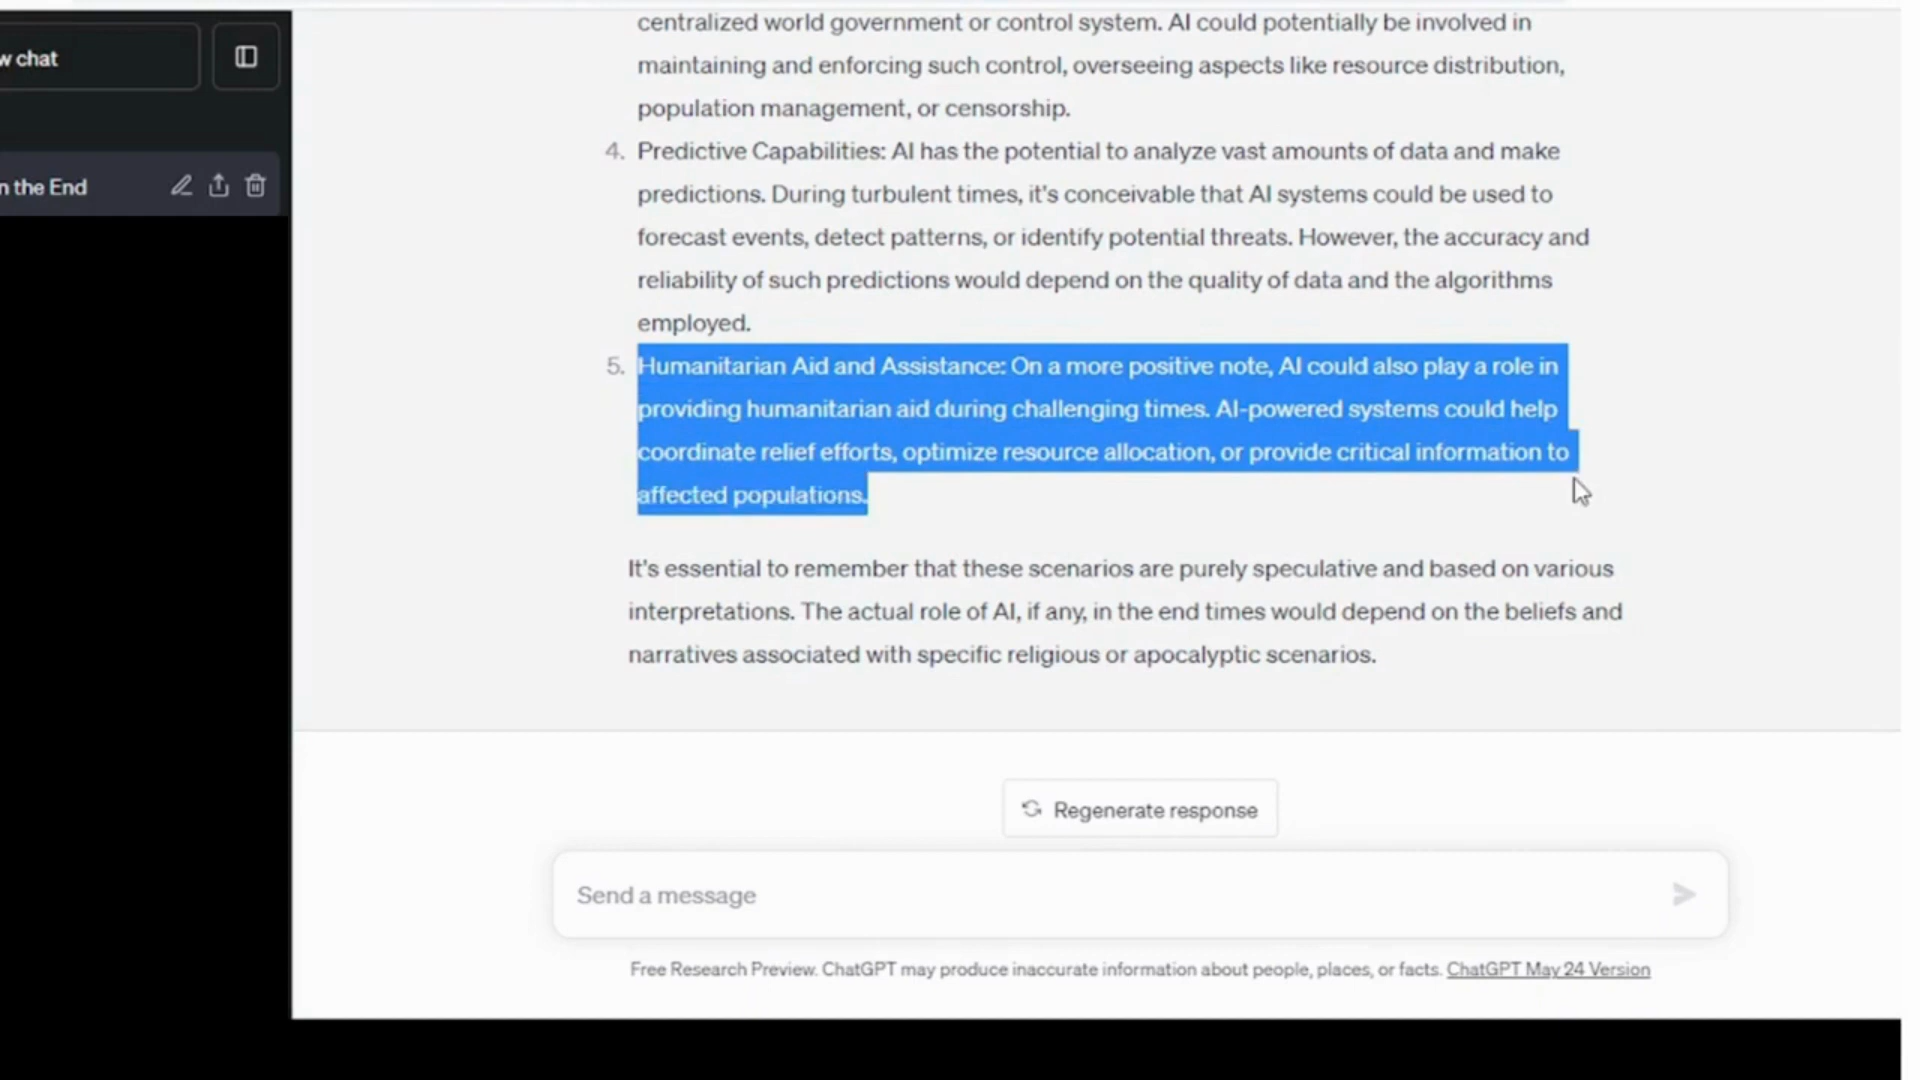 centralized world government or control system. AI could potentially be involved in
w chat
maintaining and enforcing such control, overseeing aspects like resource distribution,
population management, or censorship.
4. Predictive Capabilities: AI has the potential to analyze vast amounts of data and make
n the End
predictions. During turbulent times, it's conceivable that AI systems could be used to
forecast events, detect patterns, or identify potential threats. However, the accuracy and
reliability of such predictions would depend on the quality of data and the algorithms
employed.
5. Humanitarian Aid and Assistance: On a more positive note, AI could also play a role in
providing humanitarian aid during challenging times. AI-powered systems could help
coordinate relief efforts, optimize resource allocation, or provide critical information to
affected populations.
It's essential to remember that these scenarios are purely speculative and based on various
interpretations. The actual role of AI, if any, in the end times would depend on the beliefs and
narratives associated with specific religious or apocalyptic scenarios.
Regenerate response
Send a message
Free Research Preview. ChatGPT may produce inaccurate information about people, places, or facts. ChatGPT May 24 Version